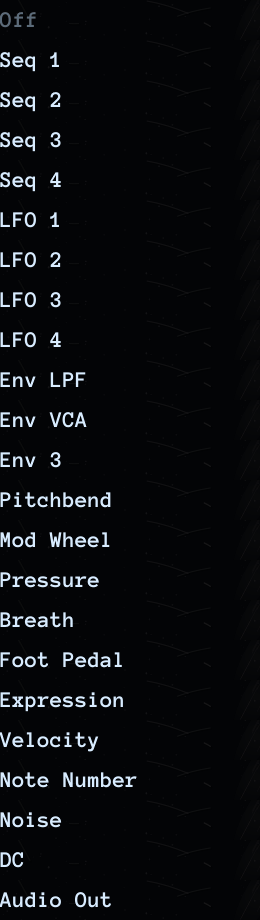 Off
Seq 1
Seq 2
Seq 3
Seq 4
LFO 1
LFO 2
LFO 3
LFO 4
Env LPF
Env VCA
Env 3
Pitchbend
Mod Wheel
Pressure
Breath
Foot Pedal
Expression
Velocity
Note Number
Noise
DC
Audio Out